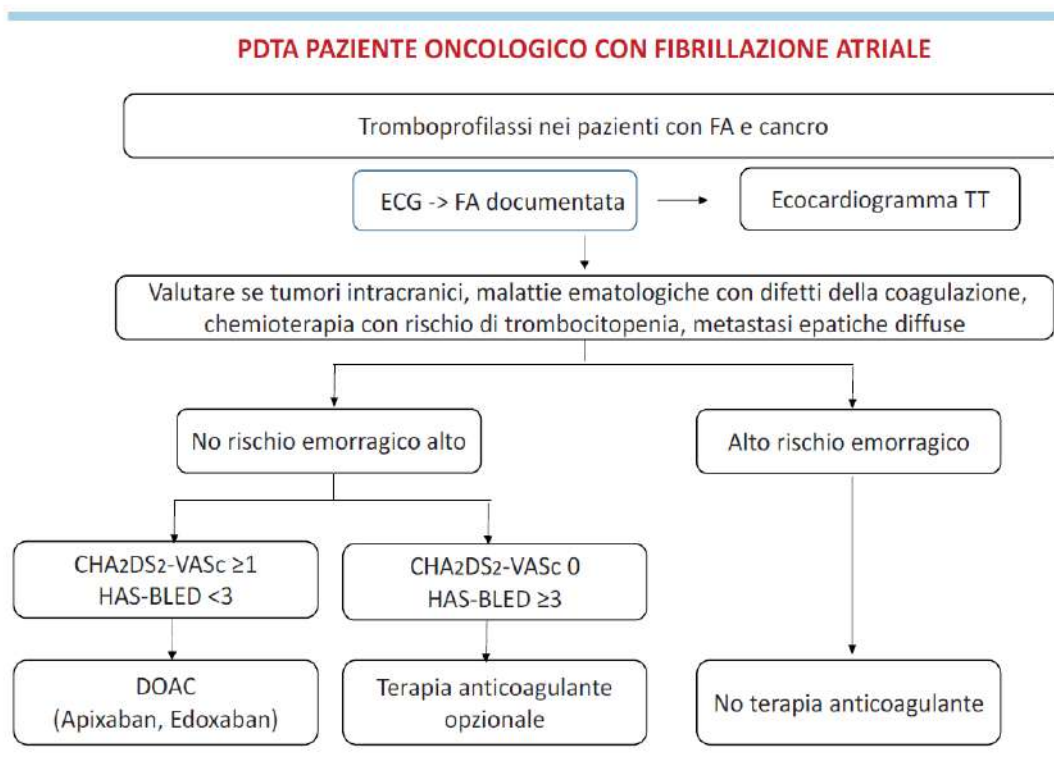 PDTA PAZIENTE ONCOLOGICO CON FIBRILLAZIONE ATRIALE
Tromboprofilassi nei pazienti con FA e cancro
ECG -> FA documentata
Ecocardiogramma TT
Valutare se tumori intracranici, malattie ematologiche con difetti della coagulazione,
chemioterapia con rischio di trombocitopenia, metastasi epatiche diffuse
No rischio emorragico alto
Alto rischio emorragico
CHA2DS2-VASc ≥1
HAS-BLED <3
CHA2DS2-VASc 0
HAS-BLED ≥3
DOAC
(Apixaban, Edoxaban)
Terapia anticoagulante
opzionale
No terapia anticoagulante